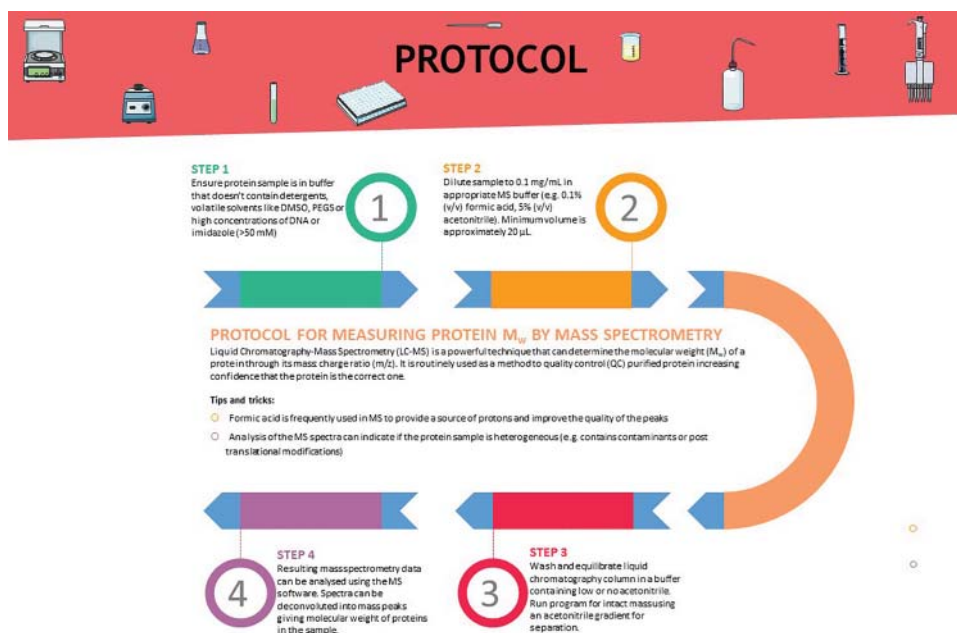 PROTOCOL
STEP 1
Ensure protein sample is in buffer
that doesn't contain detergents,
volatile solvents like DMSO, PEGS or
high concentrations of DNA or
imidazole (>50 mM)
1
STEP 2
Dilute sample to 0.1 mg/mL in
appropriate MS buffer (e.g. 0.1%
(v/v) formic acid, 5% (v/v)
acetonitrile). Minimum volume is
approximately 20 µL.
2
PROTOCOL FOR MEASURING PROTEIN Mw BY MASS SPECTROMETRY
Liquid Chromatography-Mass Spectrometry (LC-MS) is a powerful technique that can determine the molecular weight (Mw) of a
protein through its mass: charge ratio (m/z). It is routinely used as a method to quality control (QC) purified protein increasing
confidence that the protein is the correct one.
Tips and tricks:
Formic acid is frequently used in MS to provide a source of protons and improve the quality of the peaks
Analysis of the MS spectra can indicate if the protein sample is heterogeneous (e.g. contains contaminants or post
translational modifications)
4
STEP 4
Resulting mass spectrometry data
can be analysed using the MS
software. Spectra can be
deconvoluted into mass peaks
giving molecular weight of proteins
in the sample.
3
STEP 3
Wash and equilibrate liquid
chromatography column in a buffer
containing low or no acetonitrile.
Run program for intact mass using
an acetonitrile gradient for
separation.